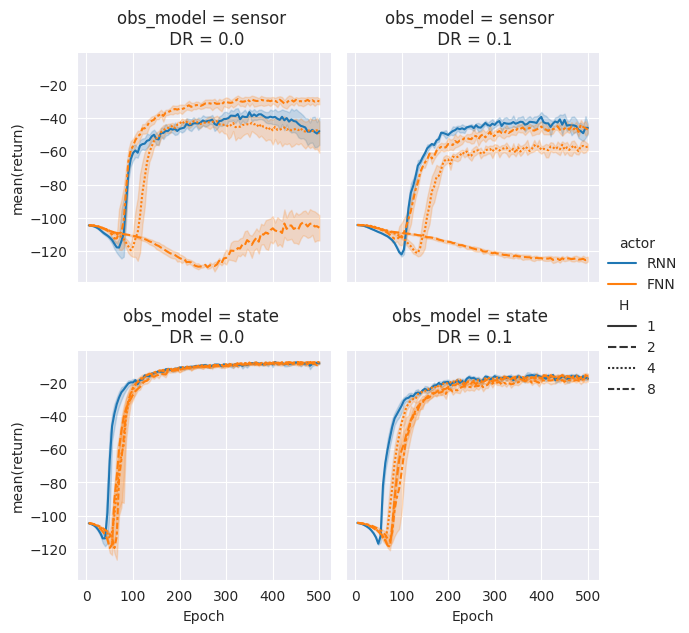 obs_model = sensor
DR = 0.0
obs_model = sensor
DR = 0.1
mean(return)
−20
−40
−60
−80
−100
−120
actor
RNN
FNN
H
1
2
4
8
obs_model = state
DR = 0.0
obs_model = state
DR = 0.1
mean(return)
−20
−40
−60
−80
−100
−120
0 100 200 300 400 500
0 100 200 300 400 500
Epoch
Epoch